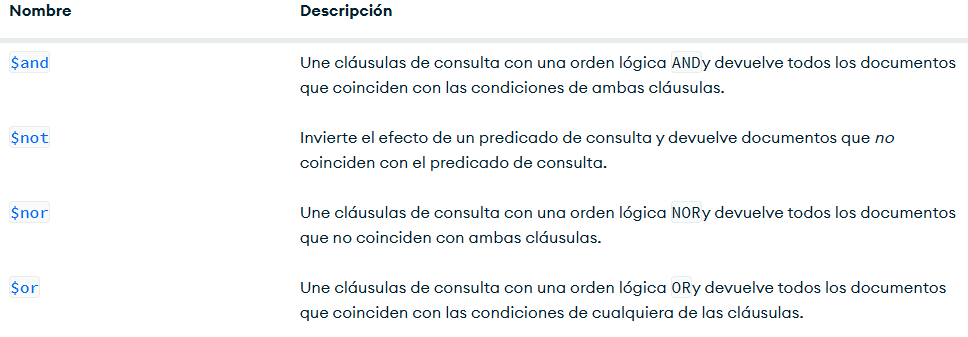 Nombre Descripción
$and Une cláusulas de consulta con una orden lógica ANDy devuelve todos los documentos
que coinciden con las condiciones de ambas cláusulas.
$not Invierte el efecto de un predicado de consulta y devuelve documentos que no
coinciden con el predicado de consulta.
$nor Une cláusulas de consulta con una orden lógica NORy devuelve todos los documentos
que no coinciden con ambas cláusulas.
$or Une cláusulas de consulta con una orden lógica ORy devuelve todos los documentos
que coinciden con las condiciones de cualquiera de las cláusulas.